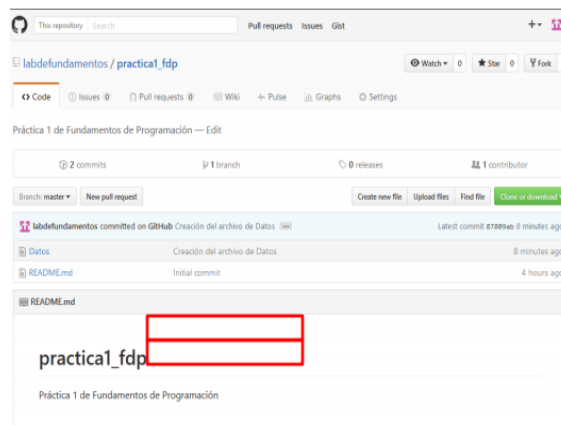 This repository Search Pull requests Issues Gist
labdefundamentos / practica1_fdp Watch 0 Star 0 Fork
Code Issues 0 Pull requests 0 Wiki Pulse Graphs Settings
Práctica 1 de Fundamentos de Programación — Edit
2 commits 1 branch 0 releases 1 contributor
Branch: master New pull request Create new file Upload files Find file Clone or download
labdefundamentos committed on GitHub Creación del archivo de Datos Latest commit 8 minutes ago
Datos Creación del archivo de Datos 8 minutes ago
README.md Initial commit 4 hours ago
README.md
practica1_fdp
Práctica 1 de Fundamentos de Programación